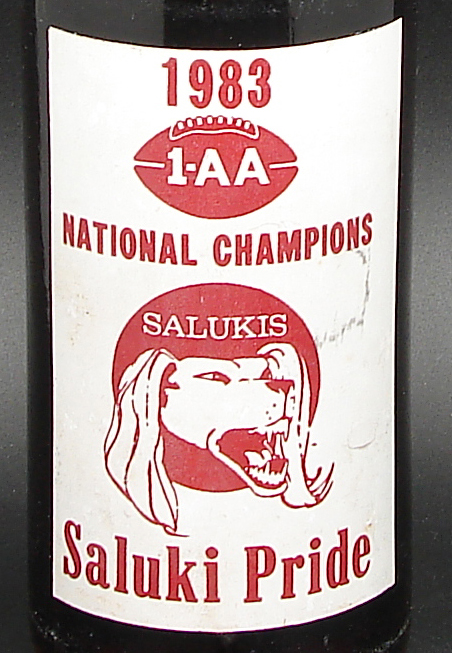 1983
1-AA
NATIONAL CHAMPIONS
SALUKIS
Saluki Pride